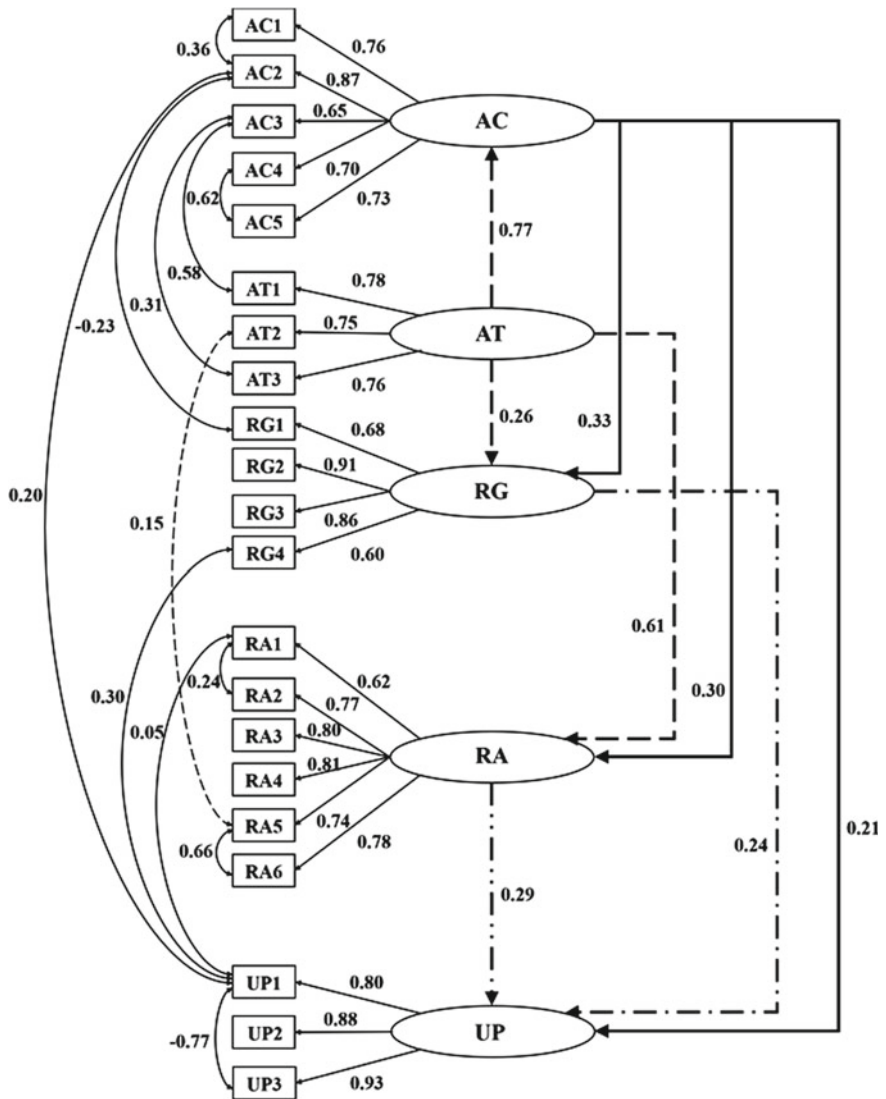 AC1
0.36
0.76
AC2
0.87
AC3
0.65
AC
AC4
0.70
0.62
0.73
AC5
0.77
0.58
0.78
AT1
0.31
-0.23
AT2
0.75
AT
AT3
0.76
0.26
0.33
RG1
0.68
RG2
0.91
RG
0.20
RG3
0.86
0.15
RG4
0.60
0.61
RA1
0.24
0.62
0.30
0.30
RA2
0.77
0.05
RA3
0.80
RA
RA4
0.81
RA5
0.74
0.21
0.66
0.78
0.24
RA6
0.29
UP1
0.80
UP2
0.88
UP
-0.77
UP3
0.93